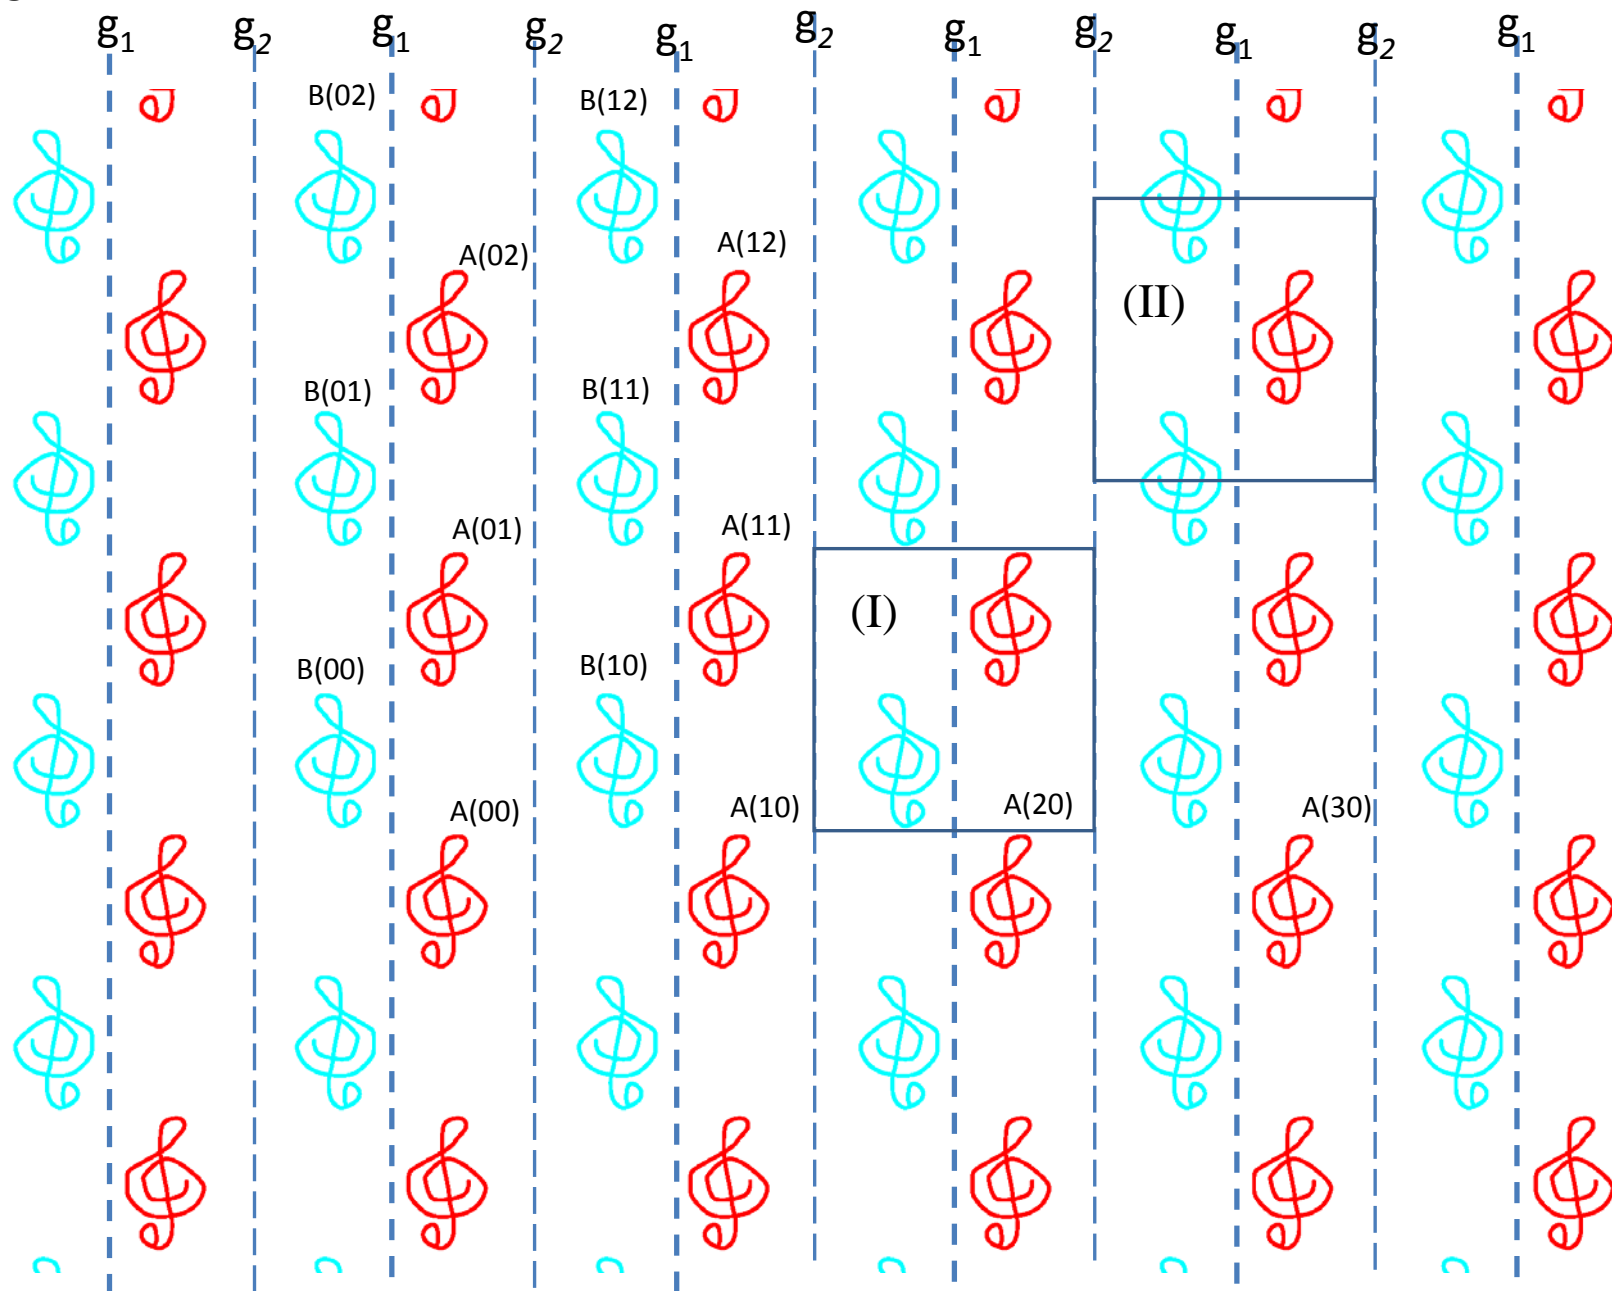 g1 g2 g1 g2 g1 g2 g1 g2 g1 g2 g1
B(02) B(12)
A(02) A(12)
(II)
B(01) B(11)
A(01) A(11)
(I)
B(00) B(10)
A(00) A(10) A(20) A(30)